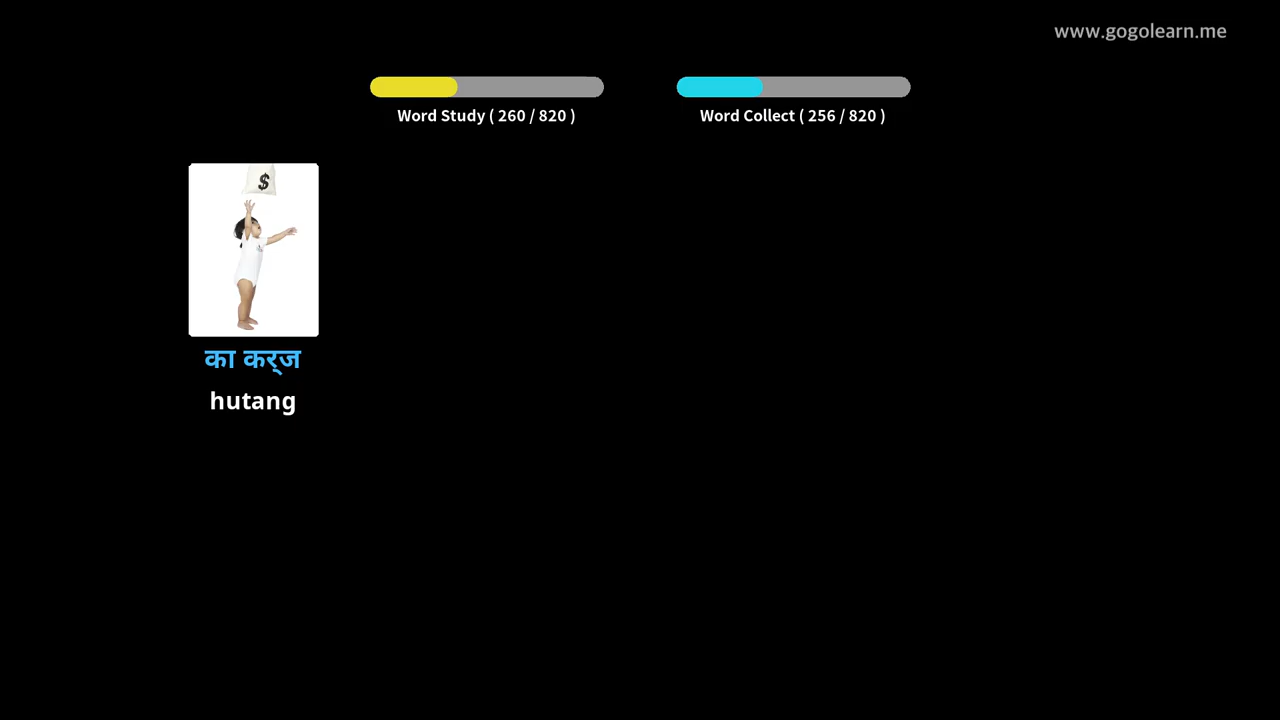 www.gogolearn.me
Word Study ( 260 / 820 )
Word Collect ( 256 / 820 )
$
का कर्‌ज
hutang